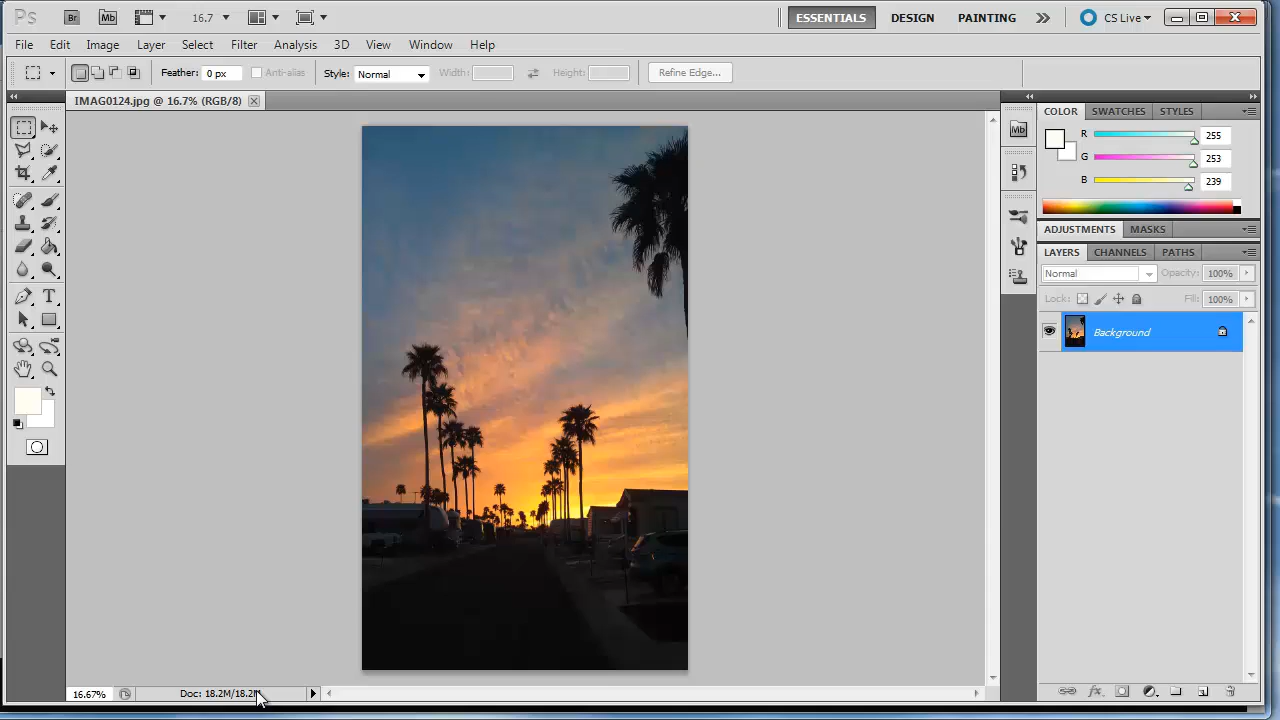 Ps Br Mb 16.7 ESSENTIALS DESIGN PAINTING CS Live
File Edit Image Layer Select Filter Analysis 3D View Window Help
Feather: 0 px Anti-alias Style: Normal Width: Height: Refine Edge...
IMAG0124.jpg @ 16.7% (RGB/8)
COLOR SWATCHES STYLES
Mb
R 255
G 253
B 239
ADJUSTMENTS MASKS
LAYERS CHANNELS PATHS
Normal Opacity: 100%
Lock: Fill: 100%
Background
16.67% Doc: 18.2M/18.2M